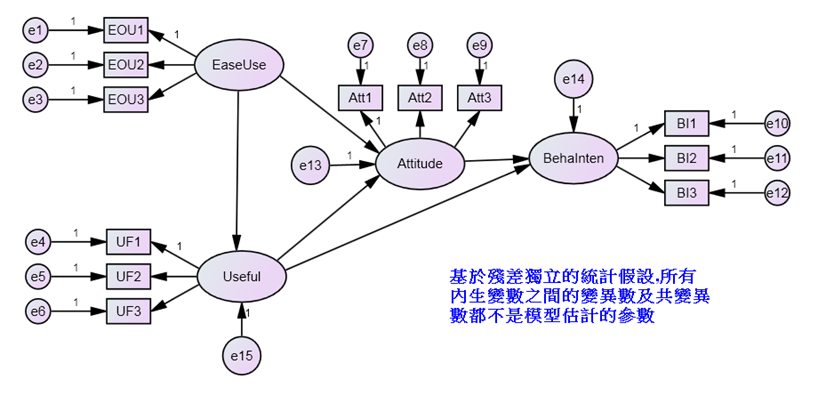 e1 1 EOU1 1
e2 1 EOU2
e3 1 EOU3
EaseUse
e7 e8 e9
1 1 1
Att1 Att2 Att3
1
e13 1 Attitude
e14
1
BehaInten
1 BI1 1 e10
BI2 1 e11
BI3 1 e12
e4 1 UF1 1
e5 1 UF2
e6 1 UF3
Useful
1
e15
基於殘差獨立的統計假設,所有
內生變數之間的變異數及共變異
數都不是模型估計的參數